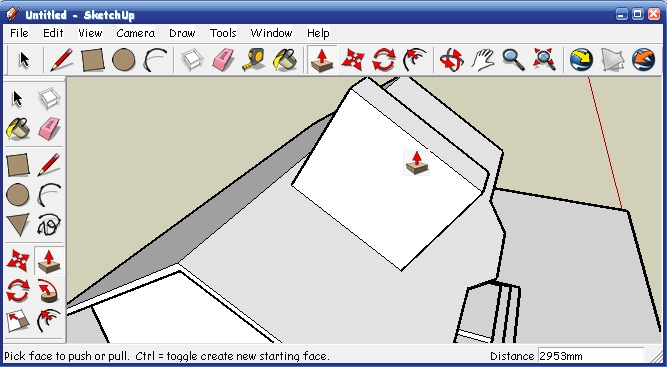 Untitled - SketchUp
File Edit View Camera Draw Tools Window Help
Pick face to push or pull. Ctrl = toggle create new starting face. Distance 2953mm